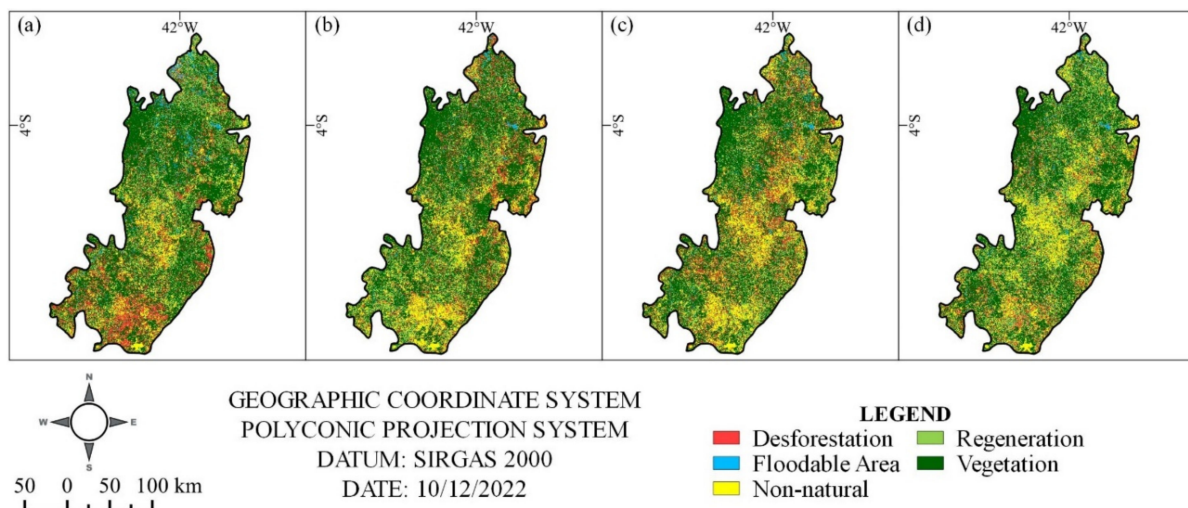 (a) 42°W (b) 42°W (c) 42°W (d) 42°W
4°S 4°S 4°S 4°S
N
W E
S
50 0 50 100 km
GEOGRAPHIC COORDINATE SYSTEM
POLYCONIC PROJECTION SYSTEM
DATUM: SIRGAS 2000
DATE: 10/12/2022
LEGEND
Desforestation Regeneration
Floodable Area Vegetation
Non-natural